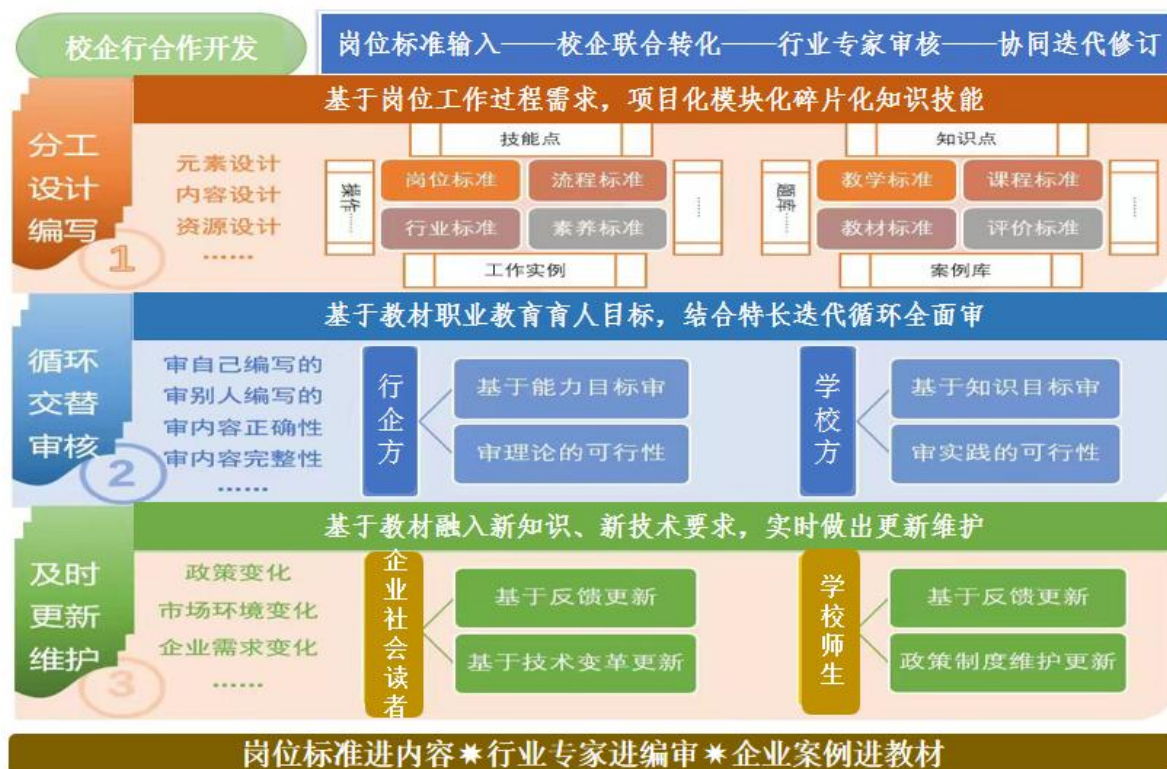 校企行合作开发
岗位标准输入——校企联合转化——行业专家审核——协同迭代修订
基于岗位工作过程需求，项目化模块化碎片化知识技能
分工
设计
编写
1
元素设计
内容设计
资源设计
……
技能点
操作……
岗位标准
流程标准
行业标准
素养标准
……
工作实例
知识点
题库……
教学标准
课程标准
教材标准
评价标准
……
案例库
基于教材职业教育育人目标，结合特长迭代循环全面审
循环
交替
审核
2
审自己编写的
审别人编写的
审内容正确性
审内容完整性
……
行企方
基于能力目标审
审理论的可行性
学校方
基于知识目标审
审实践的可行性
基于教材融入新知识、新技术要求，实时做出更新维护
及时
更新
维护
3
政策变化
市场环境变化
企业需求变化
……
企业社会读者
基于反馈更新
基于技术变革更新
学校师生
基于反馈更新
政策制度维护更新
岗位标准进内容✷行业专家进编审✷企业案例进教材